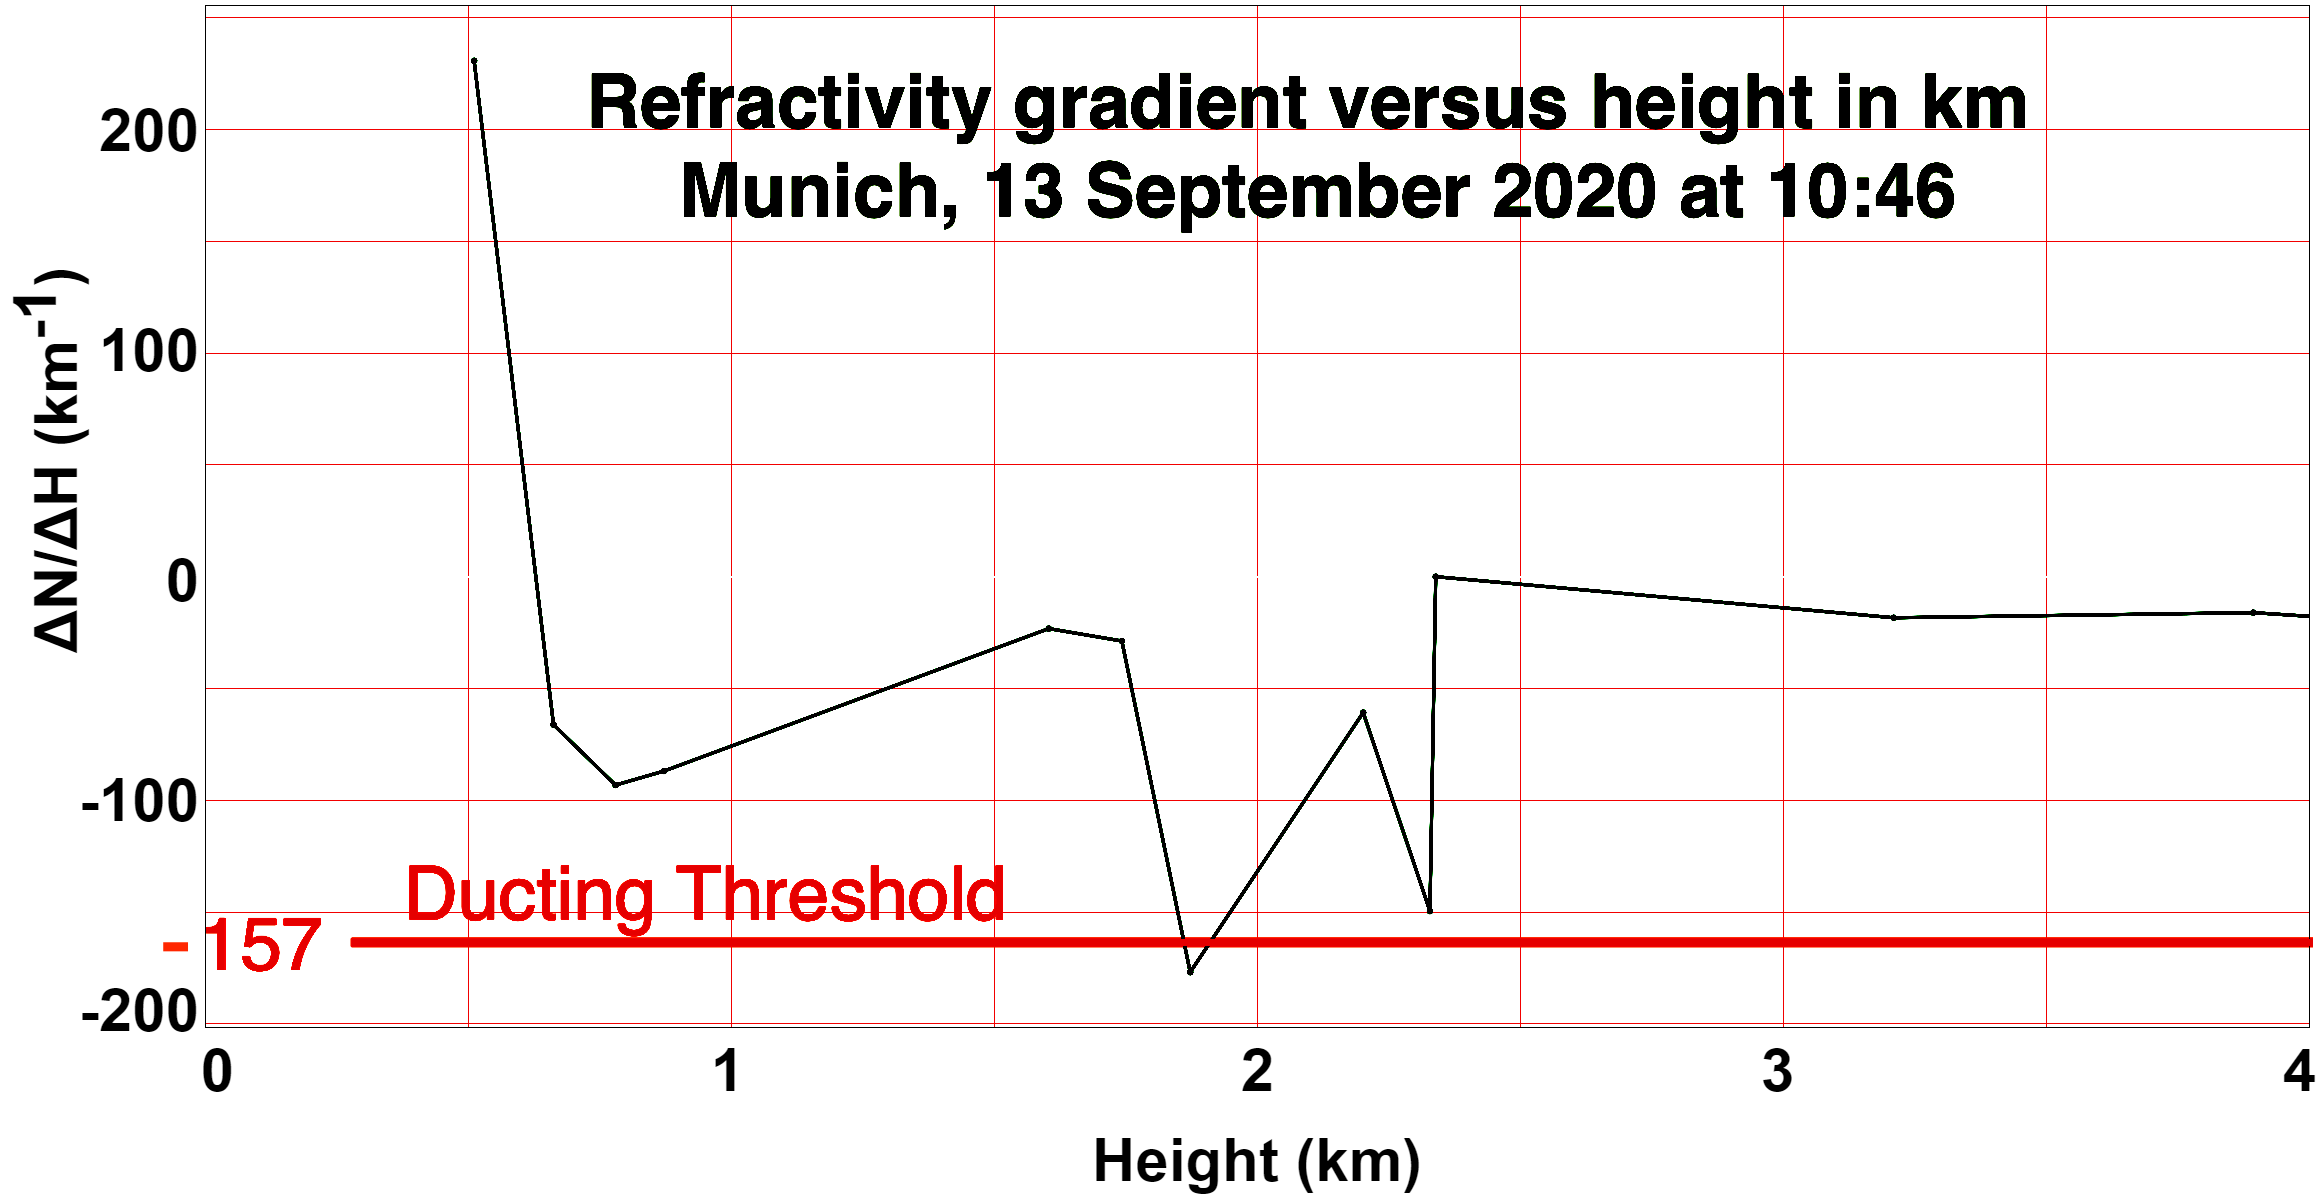 Refractivity gradient versus height in km
Munich, 13 September 2020 at 10:46
ΔN/ΔH (km-1)
200
100
0
-100
Ducting Threshold
-157
-200
0 1 2 3 4
Height (km)